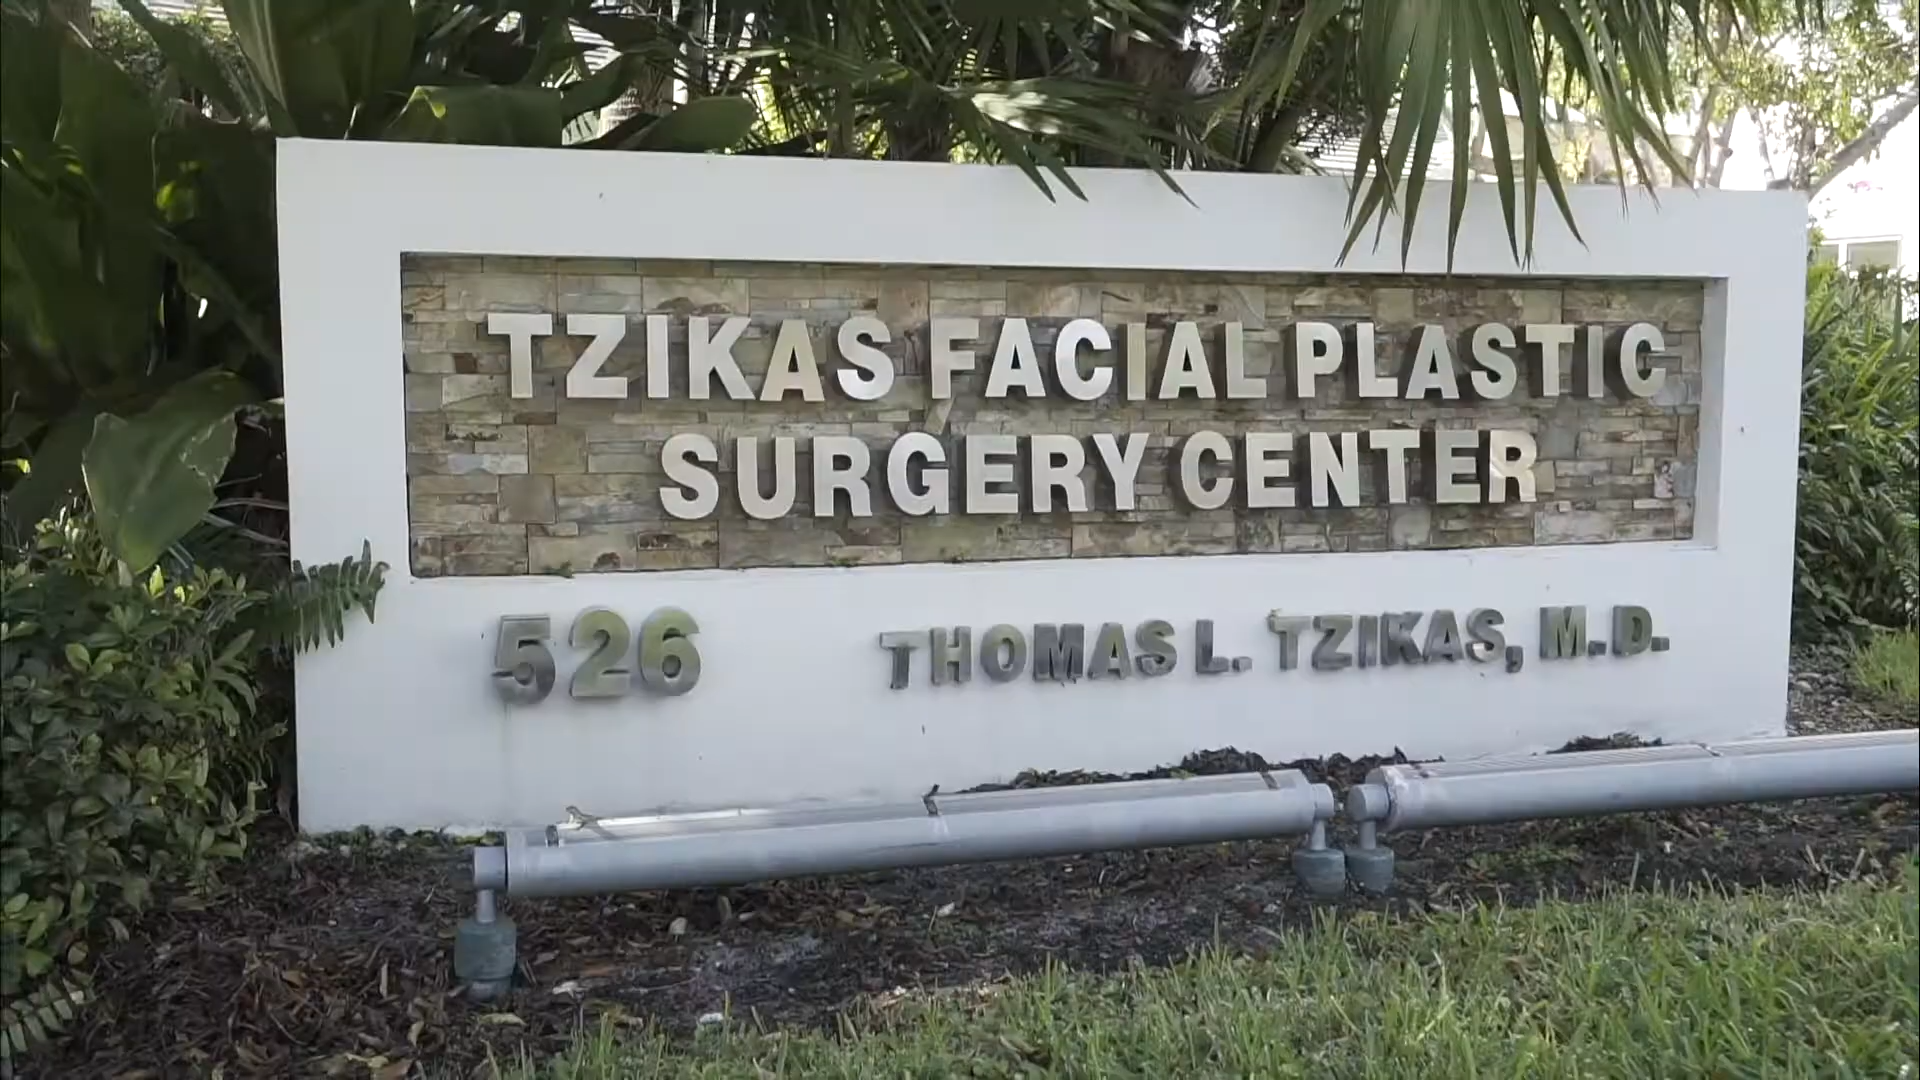 TZIKAS FACIAL PLASTIC
SURGERY CENTER
526 THOMAS L. TZIKAS, M.D.